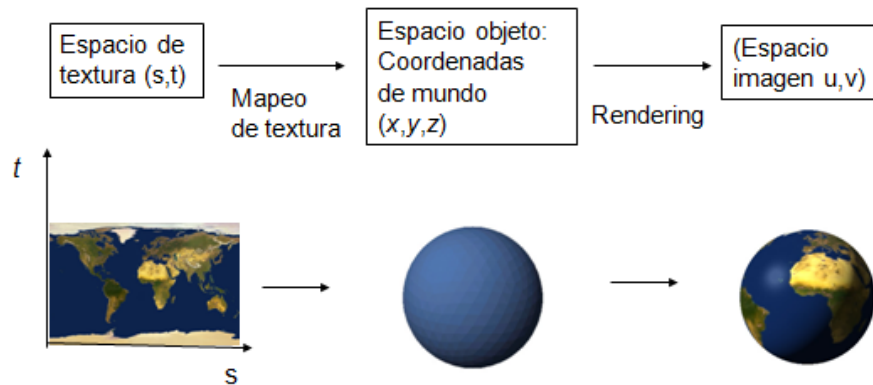 Espacio de
textura (s,t)
Mapeo
de textura
Espacio objeto:
Coordenadas
de mundo
(x,y,z)
Rendering
(Espacio
imagen u,v)
t
s